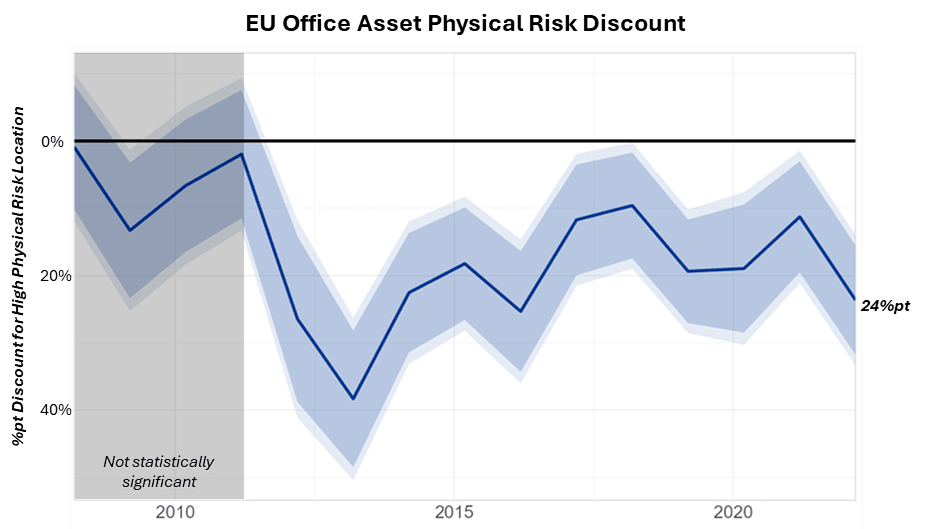 EU Office Asset Physical Risk Discount
%pt Discount for High Physical Risk Location
0%
20%
40%
24%pt
Not statistically
significant
2010
2015
2020